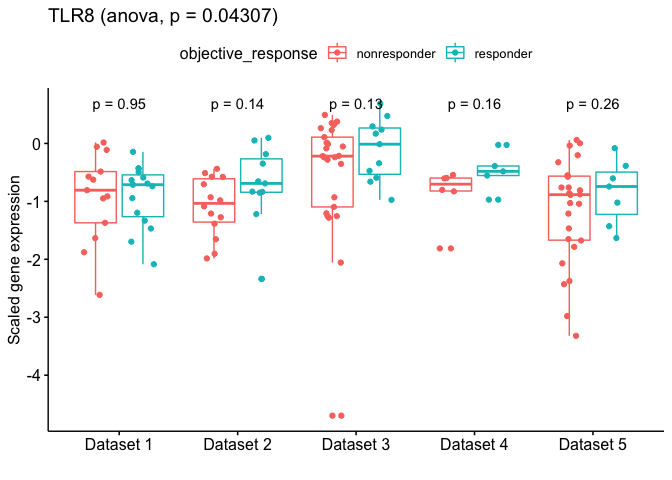 TLR8 (anova, p = 0.04307)
objective_response nonresponder responder
p = 0.95 p = 0.14 p = 0.13 p = 0.16 p = 0.26
0
-1
-2
-3
-4
Scaled gene expression
Dataset 1 Dataset 2 Dataset 3 Dataset 4 Dataset 5